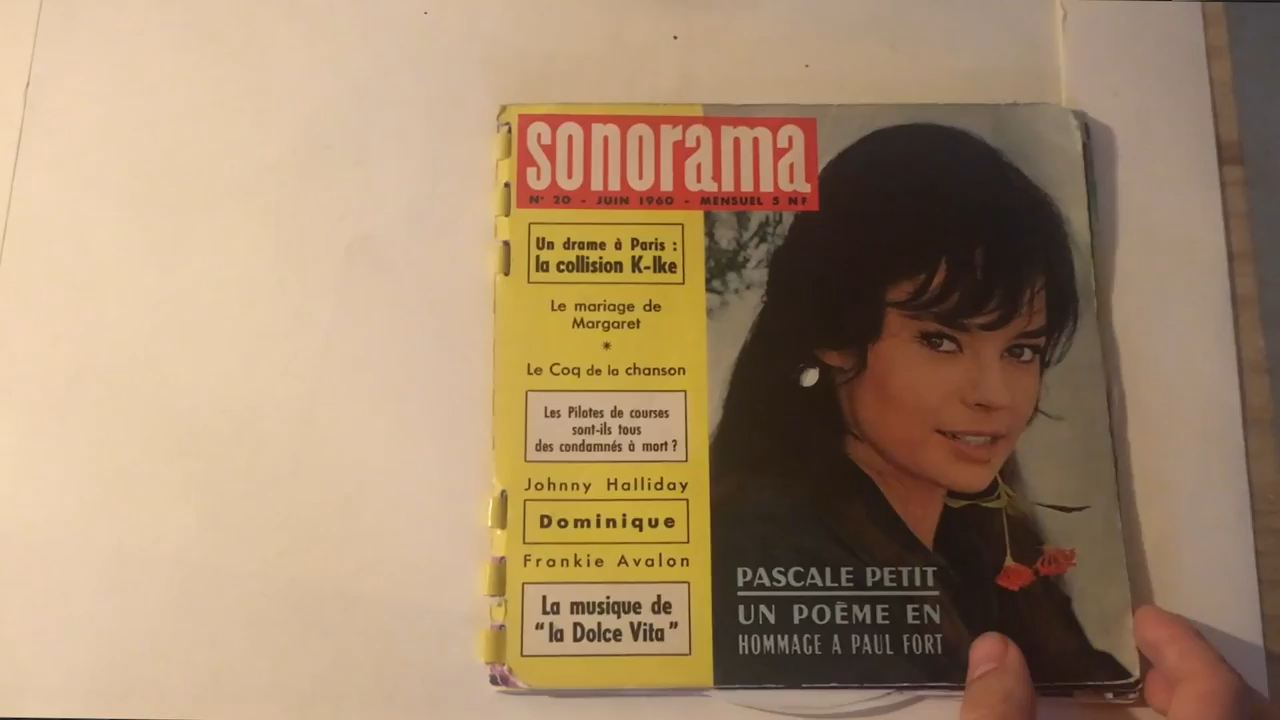 sonorama
N° 20 - JUIN 1960 - MENSUEL 5 NF
Un drame à Paris :
la collision K-Ike
Le mariage de
Margaret
*
Le Coq de la chanson
Les Pilotes de courses
sont-ils tous
des condamnés à mort ?
Johnny Halliday
Dominique
Frankie Avalon
La musique de
“ la Dolce Vita ”
PASCALE PETIT
UN POÈME EN
HOMMAGE A PAUL FORT